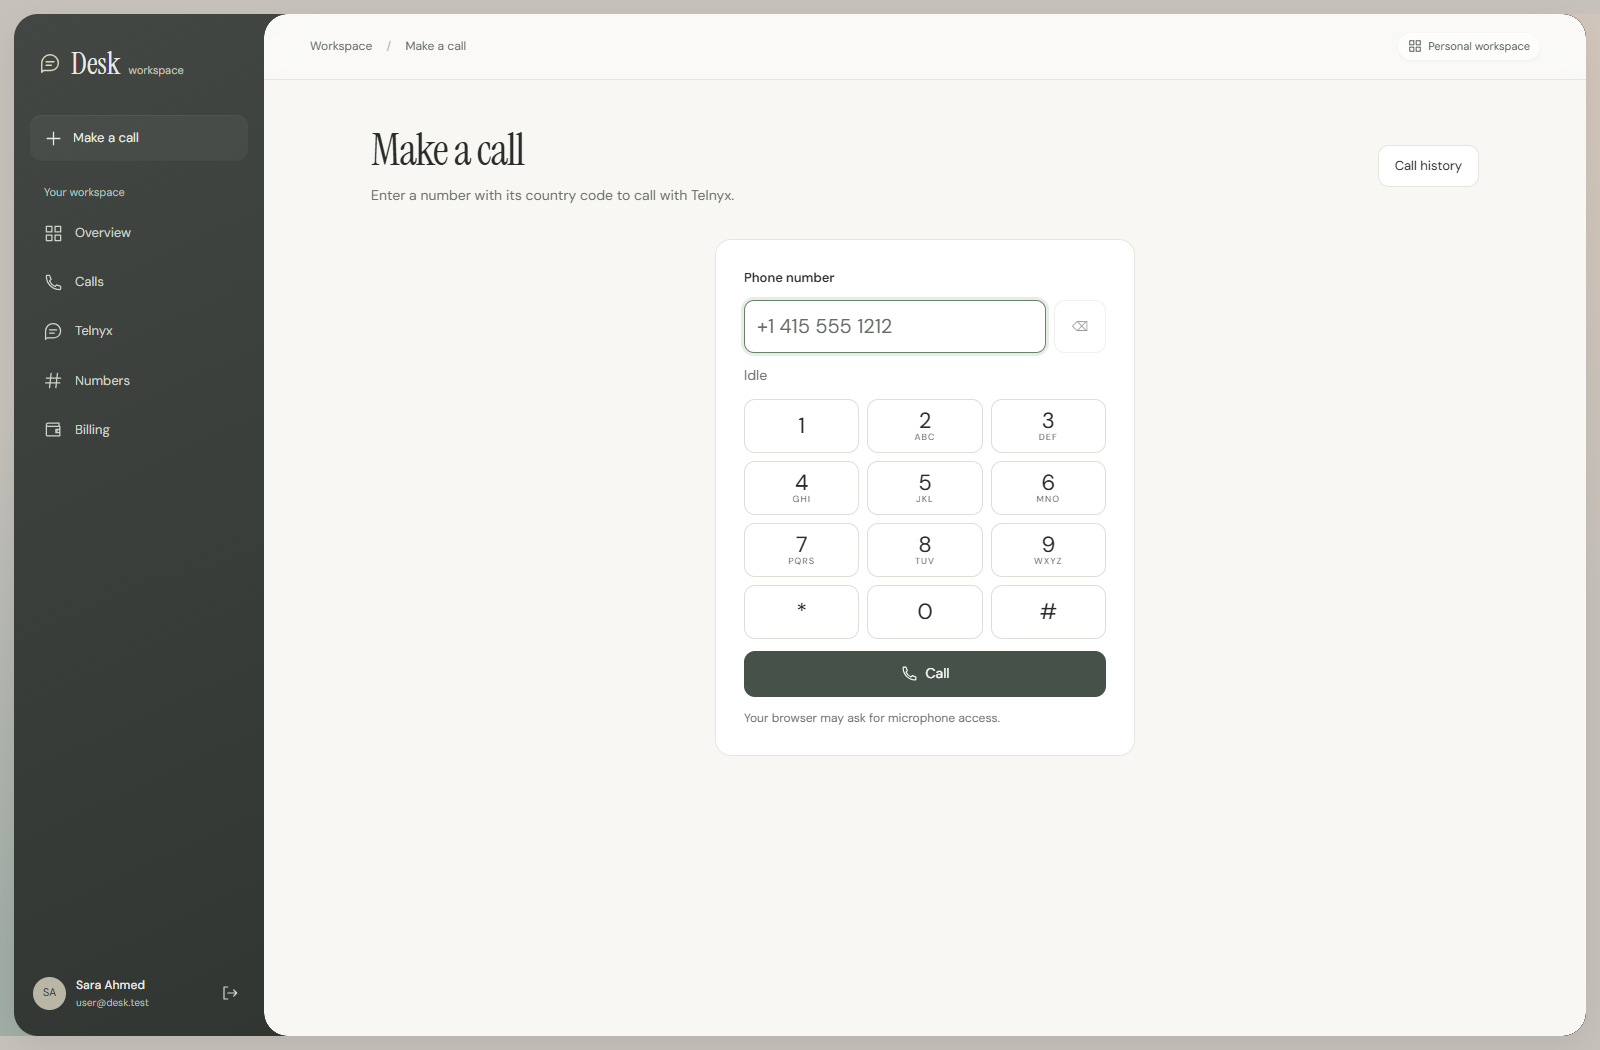 Desk workspace
Make a call
Your workspace
Overview
Calls
Telnyx
Numbers
Billing
SA
Sara Ahmed
user@desk.test
Workspace / Make a call
Personal workspace
Make a call
Enter a number with its country code to call with Telnyx.
Call history
Phone number
+1 415 555 1212
Idle
1 2 3
ABC DEF
4 5 6
GHI JKL MNO
7 8 9
PQRS TUV WXYZ
* 0 #
Call
Your browser may ask for microphone access.